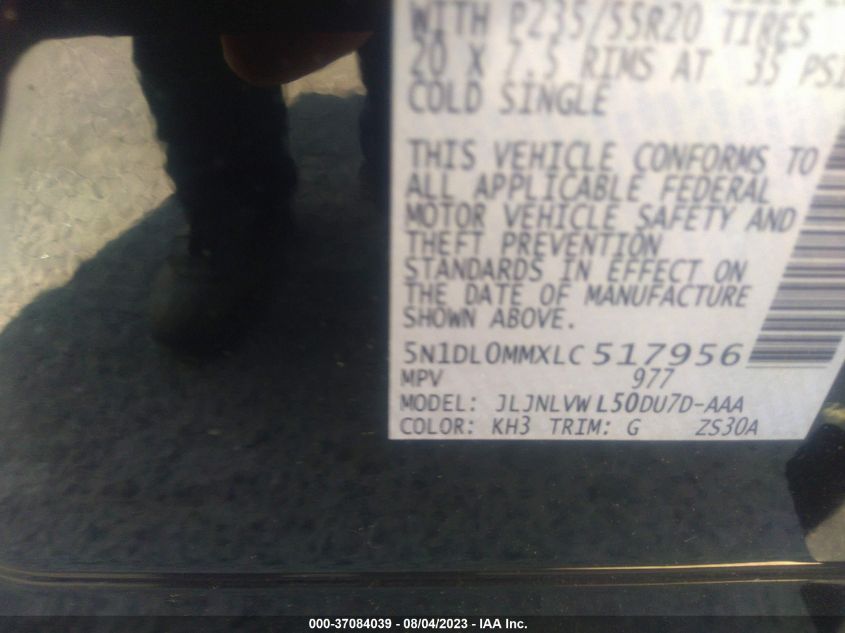 WITH P235/55R20 TIRES
20 X 7.5 RIMS AT 35 PSI
COLD SINGLE
THIS VEHICLE CONFORMS TO
ALL APPLICABLE FEDERAL
MOTOR VEHICLE SAFETY AND
THEFT PREVENTION
STANDARDS IN EFFECT ON
THE DATE OF MANUFACTURE
SHOWN ABOVE.
5N1DL0MMXLC517956
MPV 977
MODEL: JLJNLVWL50DU7D-AAA
COLOR: KH3 TRIM: G ZS30A
000-37084039 - 08/04/2023 - IAA Inc.